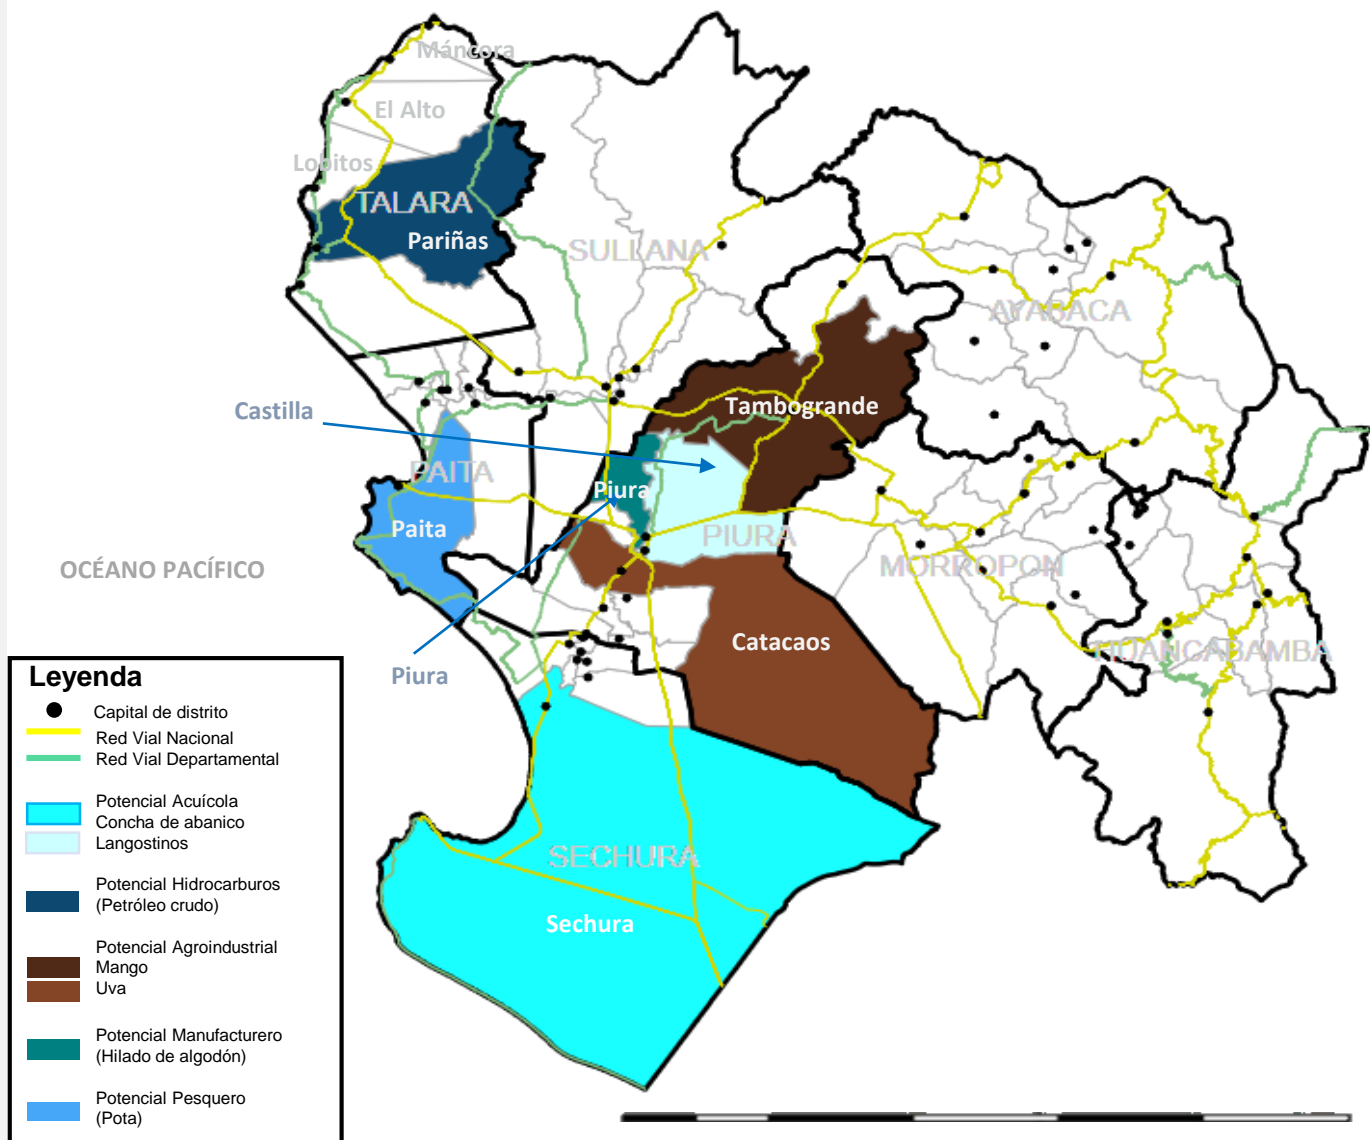 Máncora
El Alto
Lobitos
TALARA
Pariñas
SULLANA
AYABACA
Castilla
Tambogrande
PAITA
Piura
Paita
PIURA
OCÉANO PACÍFICO
MORROPON
Catacaos
HUANCABAMBA
Piura
SECHURA
Sechura
Leyenda
Capital de distrito
Red Vial Nacional
Red Vial Departamental
Potencial Acuícola
Concha de abanico
Langostinos
Potencial Hidrocarburos
(Petróleo crudo)
Potencial Agroindustrial
Mango
Uva
Potencial Manufacturero
(Hilado de algodón)
Potencial Pesquero
(Pota)